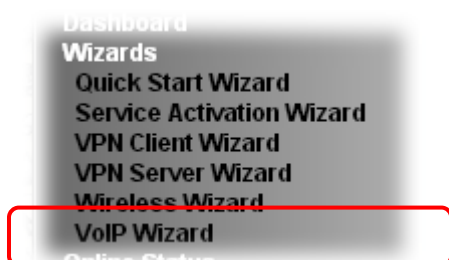 Dashboard
Wizards
Quick Start Wizard
Service Activation Wizard
VPN Client Wizard
VPN Server Wizard
Wireless Wizard
VoIP Wizard
Online Status